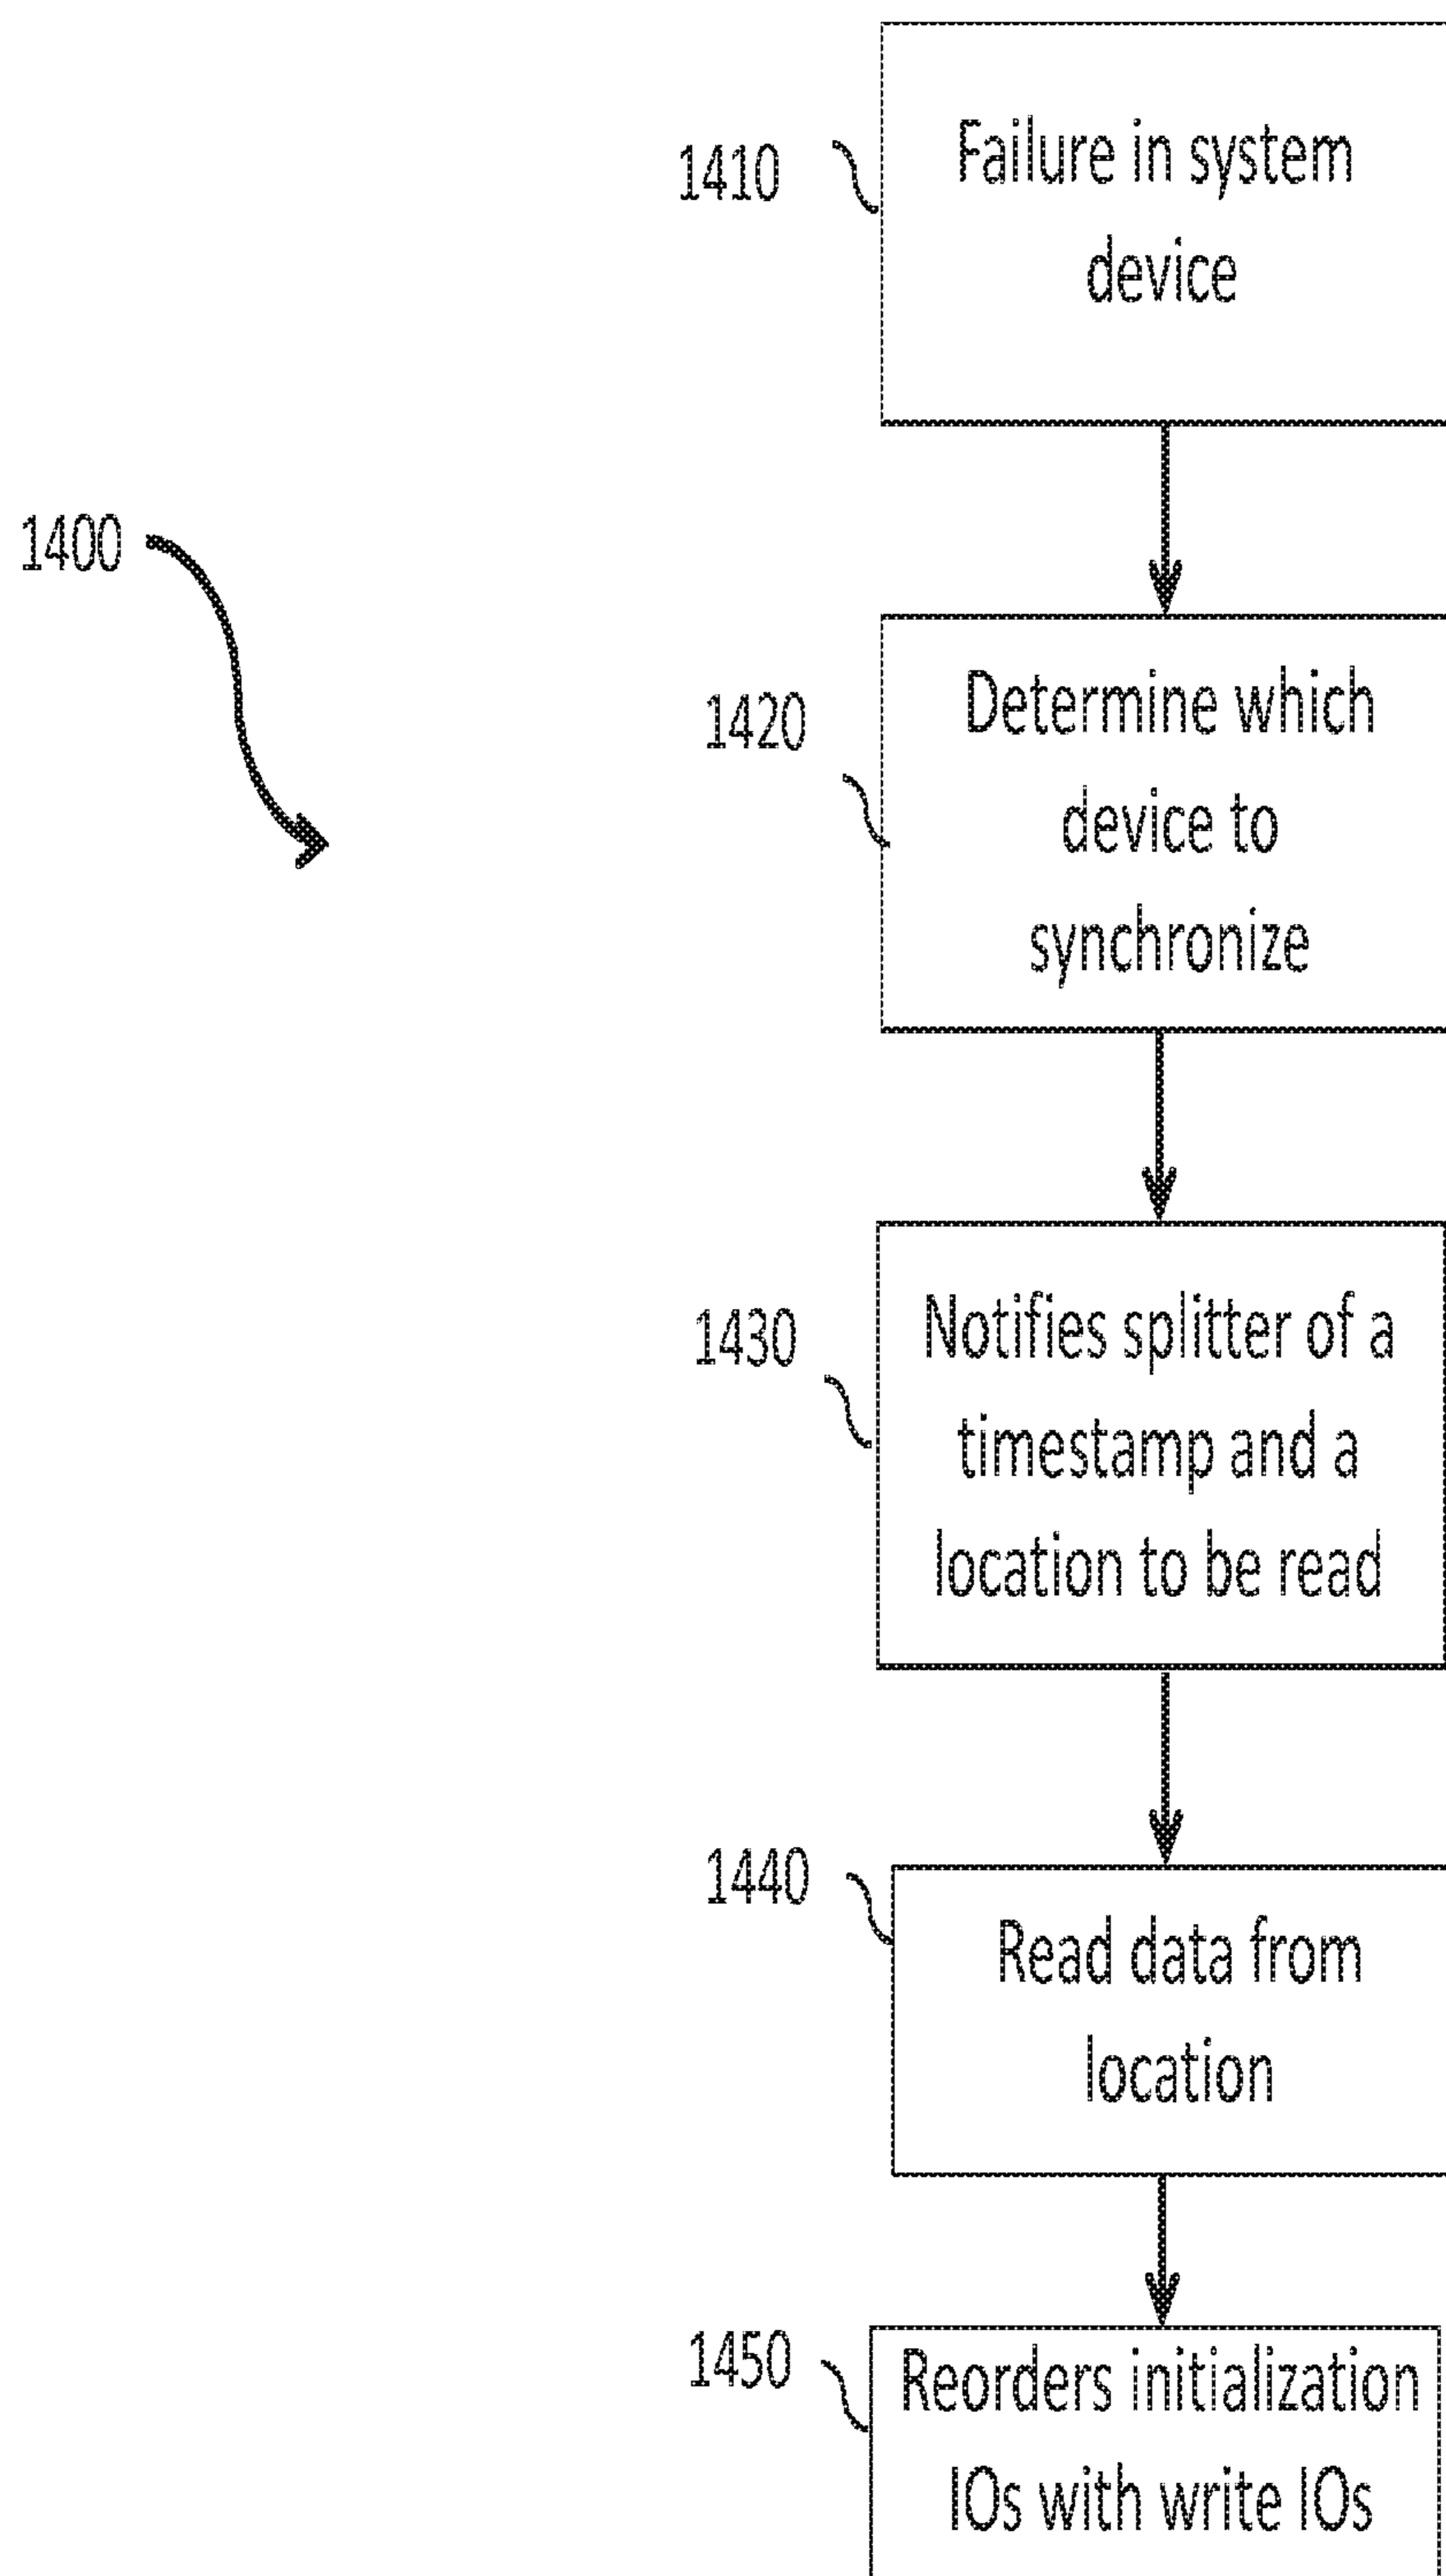 1400
1410
Failure in system
device
1420
Determine which
device to
synchronize
1430
Notifies splitter of a
timestamp and a
location to be read
1440
Read data from
location
1450
Reorders initialization
IOs with write IOs